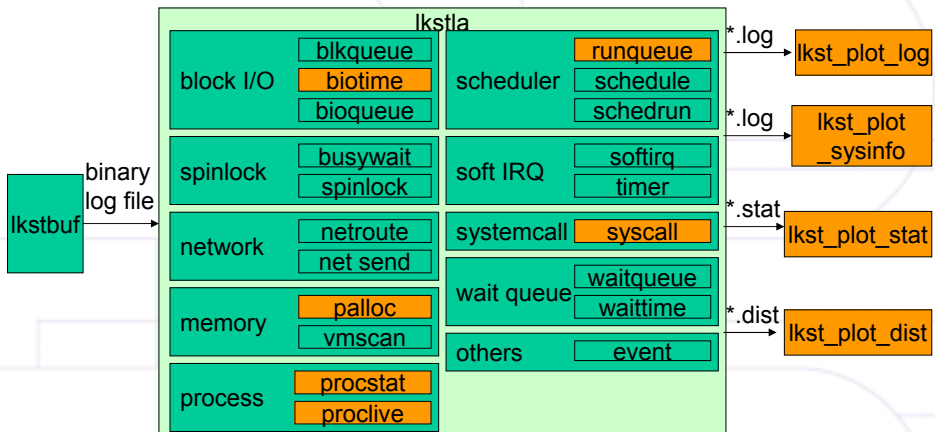 lkstla
lkstbuf
binary
log file
block I/O
blkqueue
biotime
bioqueue
spinlock
busywait
spinlock
network
netroute
net send
memory
palloc
vmscan
process
procstat
proclive
scheduler
runqueue
schedule
schedrun
soft IRQ
softirq
timer
systemcall
syscall
wait queue
waitqueue
waittime
others
event
*.log
lkst_plot_log
*.log
lkst_plot
_sysinfo
*.stat
lkst_plot_stat
*.dist
lkst_plot_dist